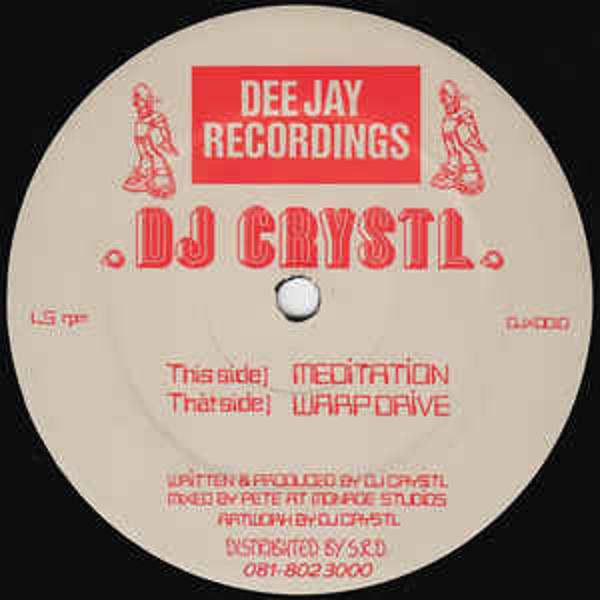 DEE JAY
RECORDINGS
DJ CRYSTL
45 rpm
DJX0010
This side] MEDiTATiON
That side] WARP DRiVE
WRiTTEN & PRODUCED BY DJ CRYSTL
MiXED BY PETE AT MONROE STUDiOS
ARTWORK BY DJ CRYSTL
DISTRIBUTED BY S.R.D.
081-802 3000